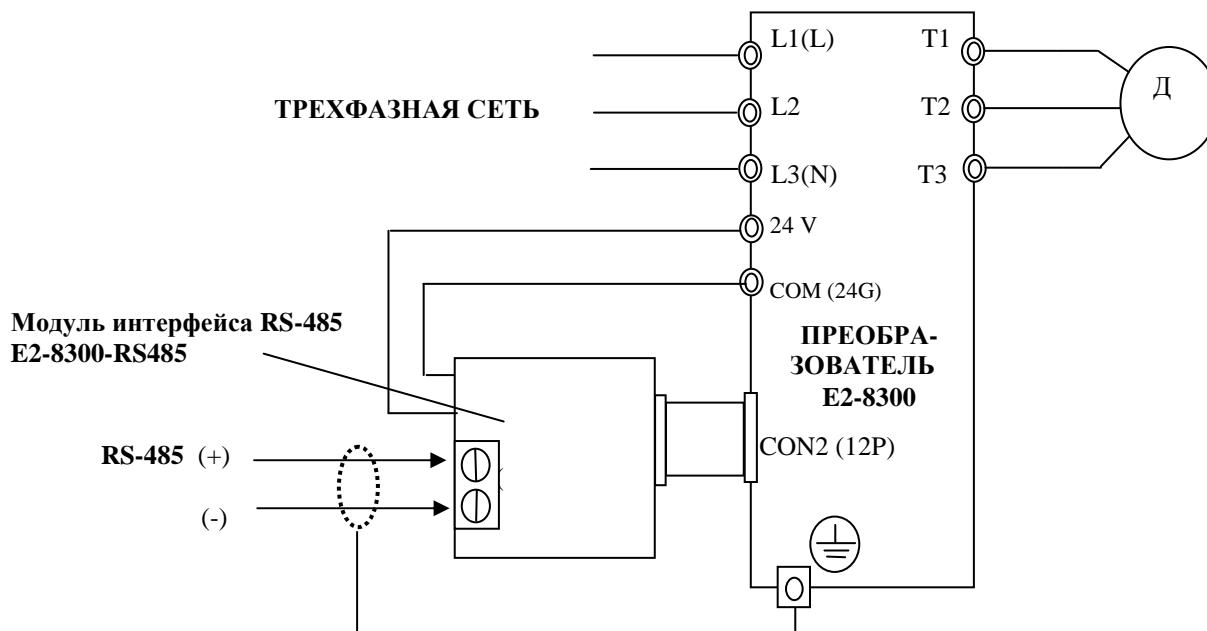 L1(L)
T1
ТРЕХФАЗНАЯ СЕТЬ
L2
T2
Д
L3(N)
T3
24 V
COM (24G)
Модуль интерфейса RS-485
E2-8300-RS485
ПРЕОБРА-
ЗОВАТЕЛЬ
E2-8300
CON2 (12P)
RS-485 (+)
(-)